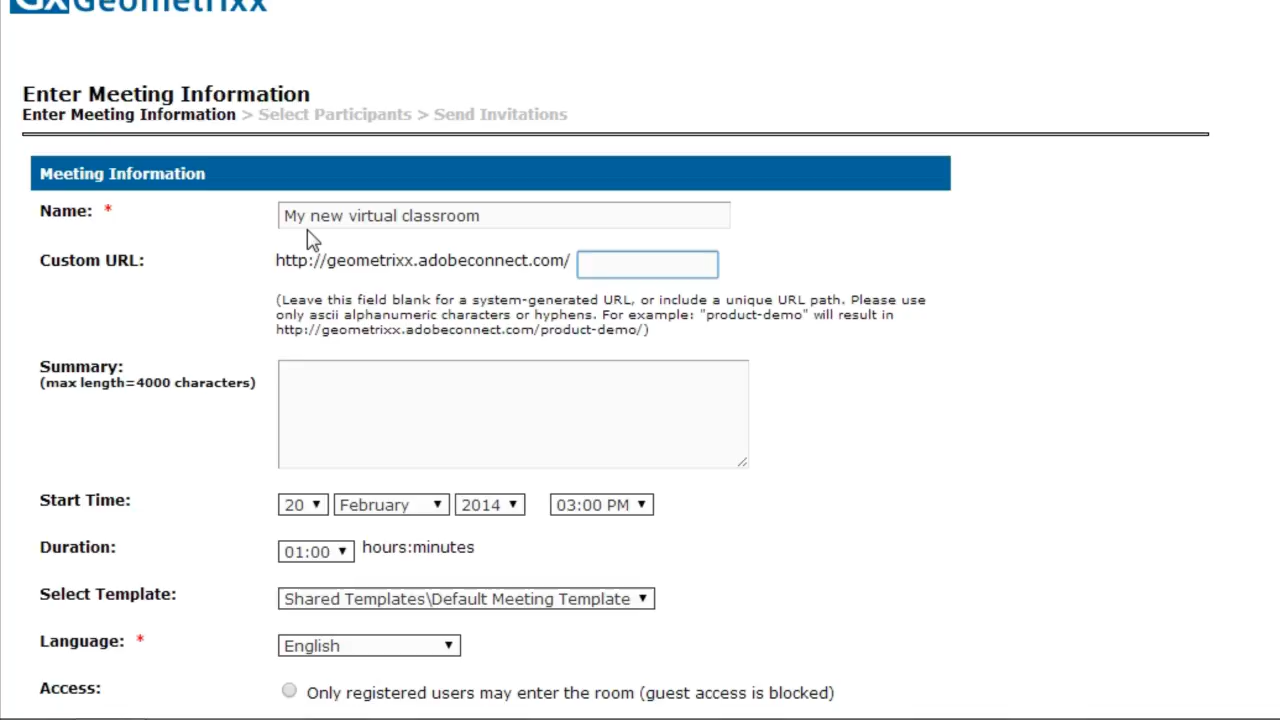 GX Geometrixx
Enter Meeting Information
Enter Meeting Information > Select Participants > Send Invitations
Meeting Information
Name: *
My new virtual classroom
Custom URL:
http://geometrixx.adobeconnect.com/
(Leave this field blank for a system-generated URL, or include a unique URL path. Please use
only ascii alphanumeric characters or hyphens. For example: "product-demo" will result in
http://geometrixx.adobeconnect.com/product-demo/)
Summary:
(max length=4000 characters)
Start Time:
20 February 2014 03:00 PM
Duration:
01:00 hours:minutes
Select Template:
Shared Templates\Default Meeting Template
Language: *
English
Access:
Only registered users may enter the room (guest access is blocked)